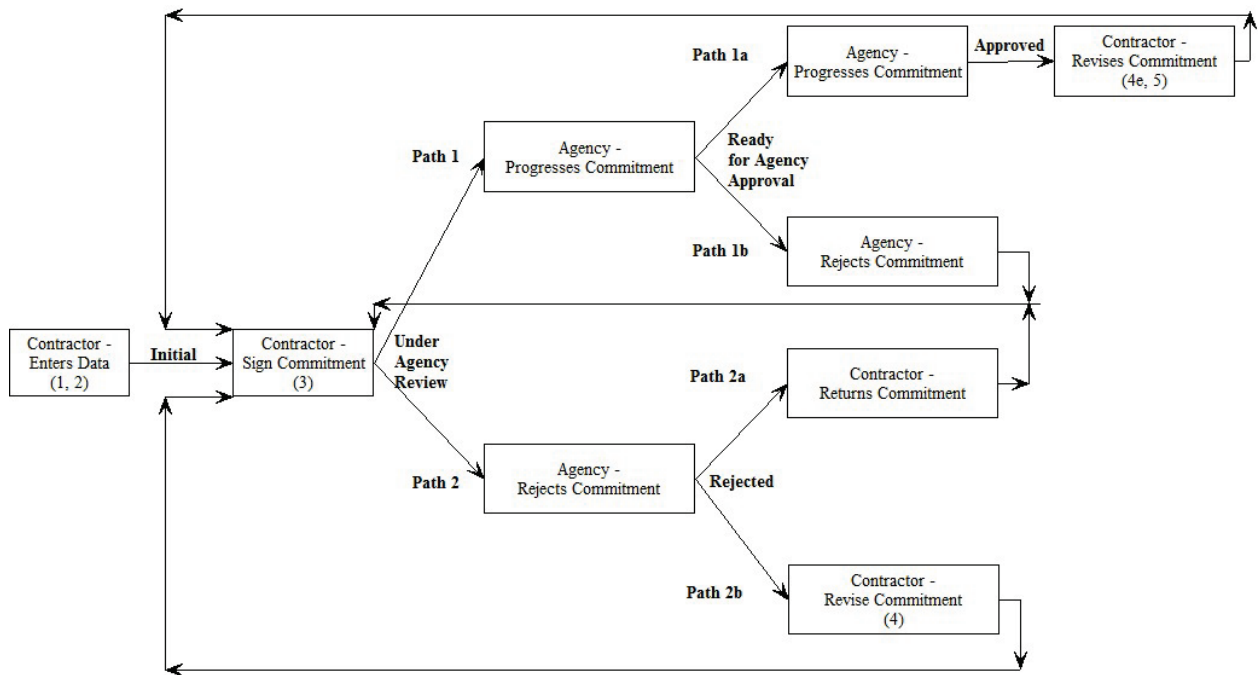 Path 1a
Agency -
Progresses Commitment
Approved
Contractor -
Revises Commitment
(4e, 5)
Path 1
Agency -
Progresses Commitment
Ready
for Agency
Approval
Path 1b
Agency -
Rejects Commitment
Contractor -
Enters Data
(1, 2)
Initial
Contractor -
Sign Commitment
(3)
Under
Agency
Review
Path 2a
Contractor -
Returns Commitment
Path 2
Agency -
Rejects Commitment
Rejected
Path 2b
Contractor -
Revise Commitment
(4)